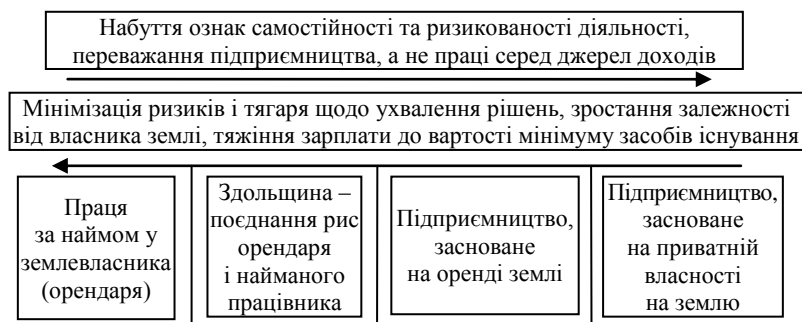 Набуття ознак самостійності та ризикованості діяльності,
переважання підприємництва, а не праці серед джерел доходів
Мінімізація ризиків і тягаря щодо ухвалення рішень, зростання залежності
від власника землі, тяжіння зарплати до вартості мінімуму засобів існування
Праця
за наймом у
землевласника
(орендаря)
Здольщина –
поєднання рис
орендаря
і найманого
працівника
Підприємництво,
засноване
на оренді землі
Підприємництво,
засноване
на приватній
власності
на землю